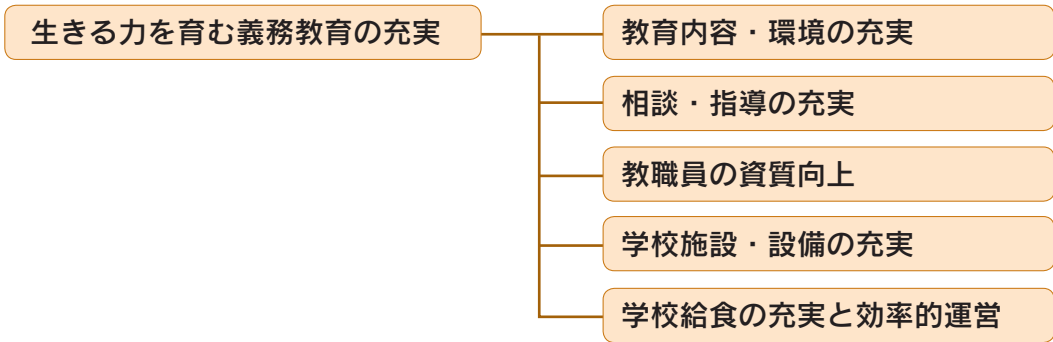 生きる力を育む義務教育の充実
教育内容・環境の充実
相談・指導の充実
教職員の資質向上
学校施設・設備の充実
学校給食の充実と効率的運営